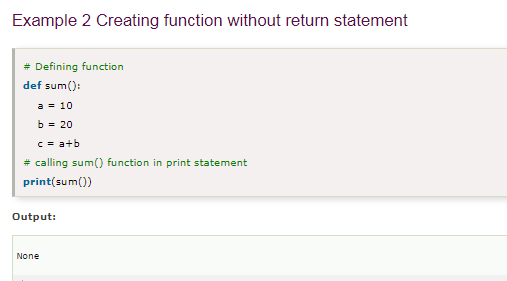 Example 2 Creating function without return statement
# Defining function
def sum():
    a = 10
    b = 20
    c = a+b
# calling sum() function in print statement
print(sum())
Output:
None